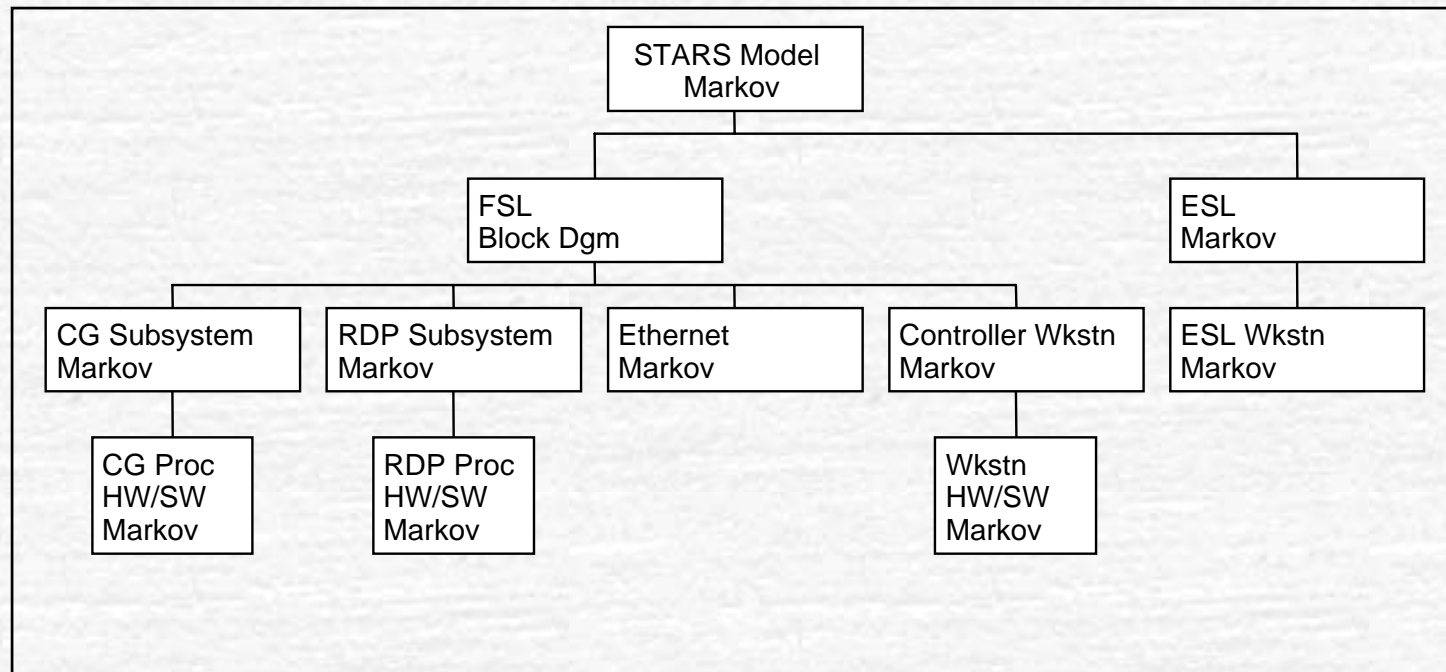 STARS Model
Markov
FSL
Block Dgm
ESL
Markov
CG Subsystem
Markov
RDP Subsystem
Markov
Ethernet
Markov
Controller Wkstn
Markov
ESL Wkstn
Markov
CG Proc
HW/SW
Markov
RDP Proc
HW/SW
Markov
Wkstn
HW/SW
Markov